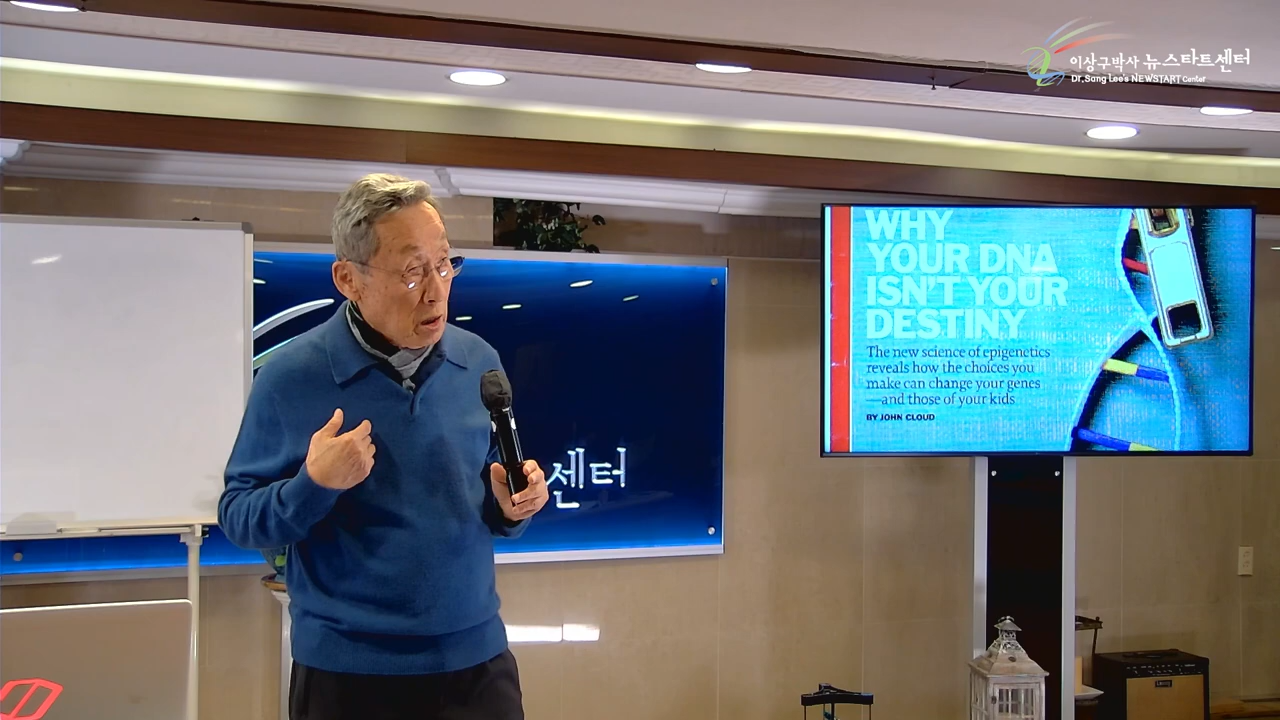 이상구박사 뉴스타트센터
Dr.Sang Lee's NEWSTART Center
WHY
YOUR DNA
ISN'T YOUR
DESTINY
The new science of epigenetics
reveals how the choices you
make can change your genes
—and those of your kids
BY JOHN CLOUD
센터